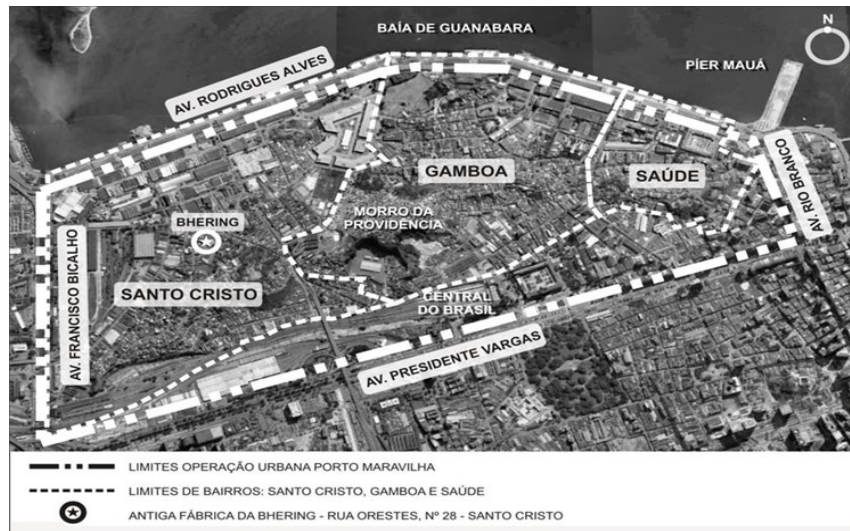 BAÍA DE GUANABARA
N
PÍER MAUÁ
AV. RODRIGUES ALVES
GAMBOA
SAÚDE
AV. RIO BRANCO
BHERING
MORRO DA
PROVIDÊNCIA
AV. FRANCISCO BICALHO
SANTO CRISTO
CENTRAL
DO BRASIL
AV. PRESIDENTE VARGAS
LIMITES OPERAÇÃO URBANA PORTO MARAVILHA
LIMITES DE BAIRROS: SANTO CRISTO, GAMBOA E SAÚDE
ANTIGA FÁBRICA DA BHERING - RUA ORESTES, Nº 28 - SANTO CRISTO